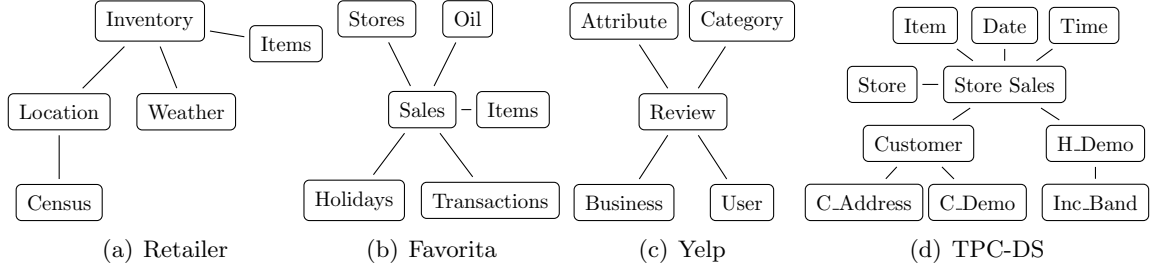 Inventory
Items
Location
Weather
Census
(a) Retailer
Stores
Oil
Sales
Items
Holidays
Transactions
(b) Favorita
Attribute
Category
Review
Business
User
(c) Yelp
Item
Date
Time
Store
Store Sales
Customer
H_Demo
C_Address
C_Demo
Inc_Band
(d) TPC-DS